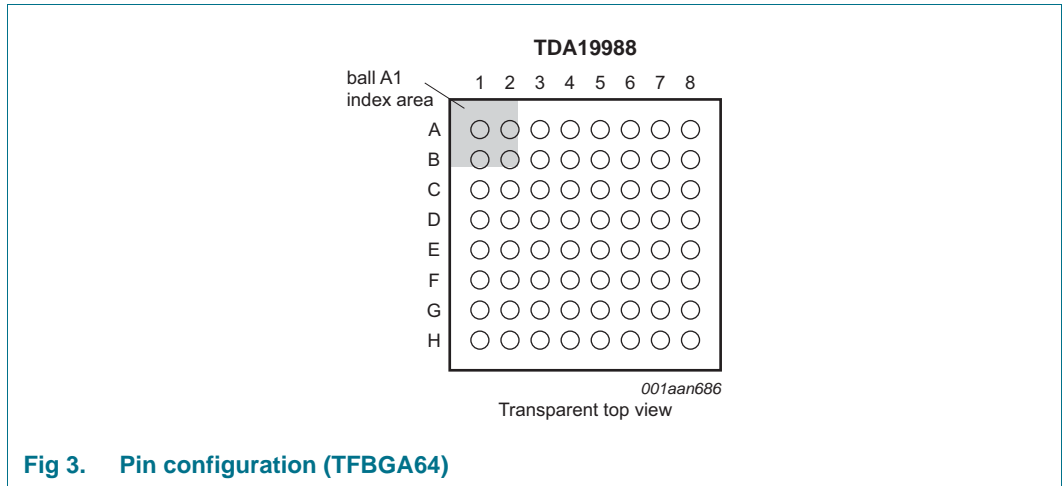 TDA19988
ball A1
index area
1 2 3 4 5 6 7 8
A
B
C
D
E
F
G
H
001aan686
Transparent top view
Fig 3. Pin configuration (TFBGA64)